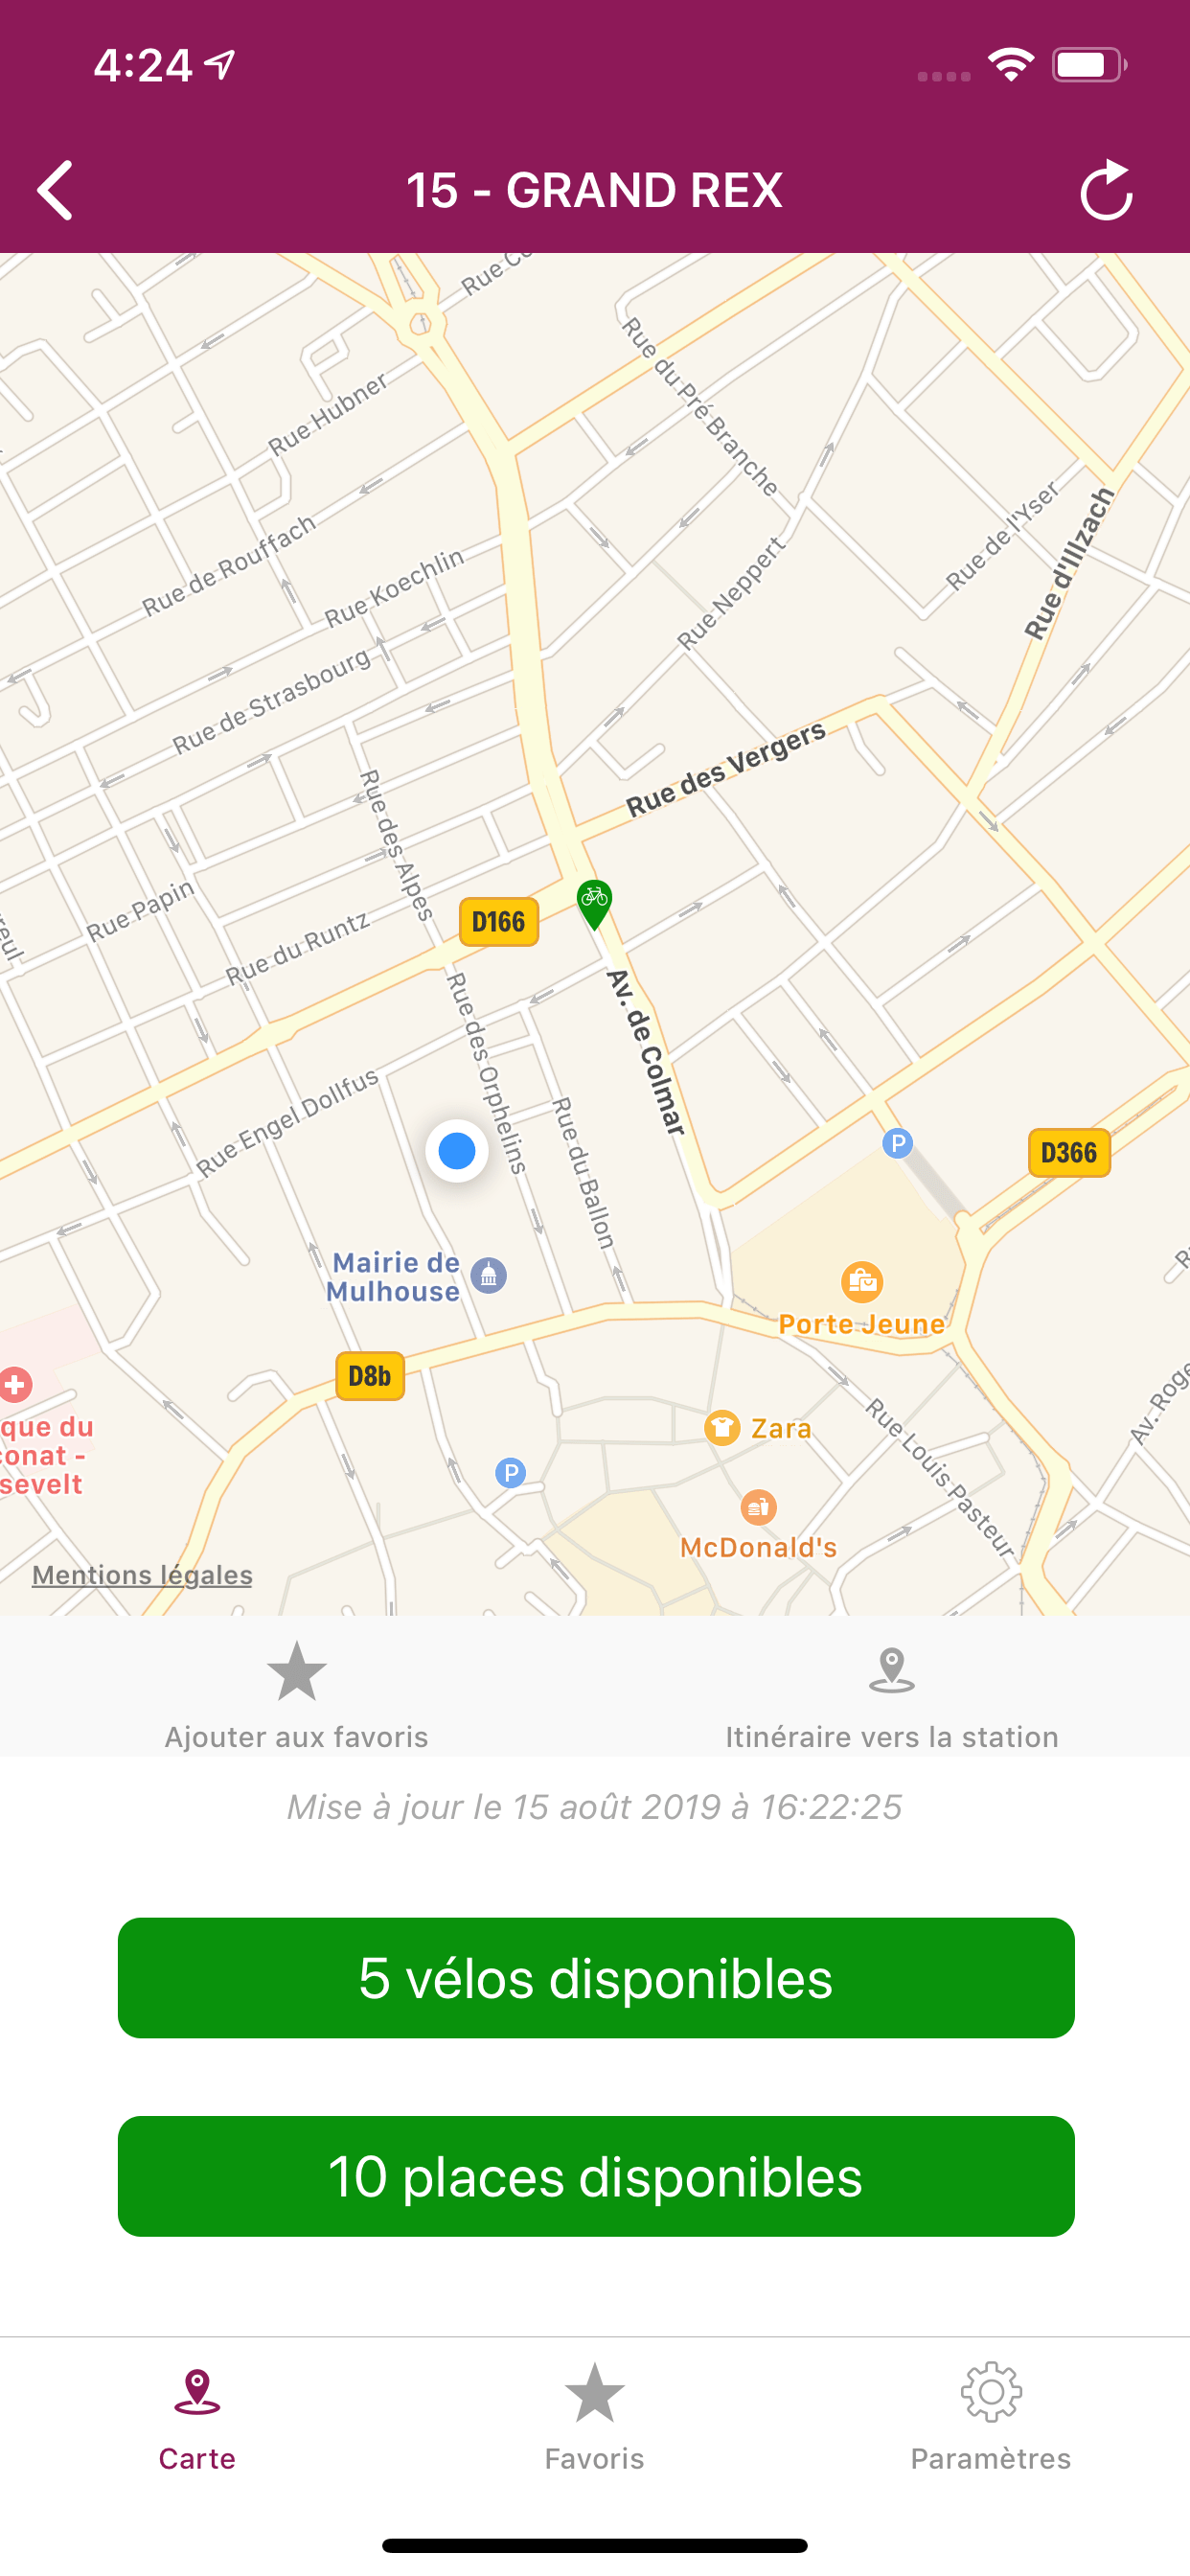 4:24
15 - GRAND REX
Rue du Pré Branche
Rue Hubner
Rue de l'Yser
Rue d'Illzach
Rue de Rouffach
Rue Koechlin
Rue Neppert
Rue de Strasbourg
Rue des Vergers
Rue des Alpes
Rue Papin
D166
Rue du Runtz
Av. de Colmar
Rue des Orphelins
Rue Engel Dollfus
Rue du Ballon
P
D366
Mairie de
Mulhouse
Porte Jeune
D8b
que du
onat -
sevelt
Zara
Rue Louis Pasteur
Av. Roge
P
McDonald's
Mentions légales
Ajouter aux favoris
Itinéraire vers la station
Mise à jour le 15 août 2019 à 16:22:25
5 vélos disponibles
10 places disponibles
Carte
Favoris
Paramètres